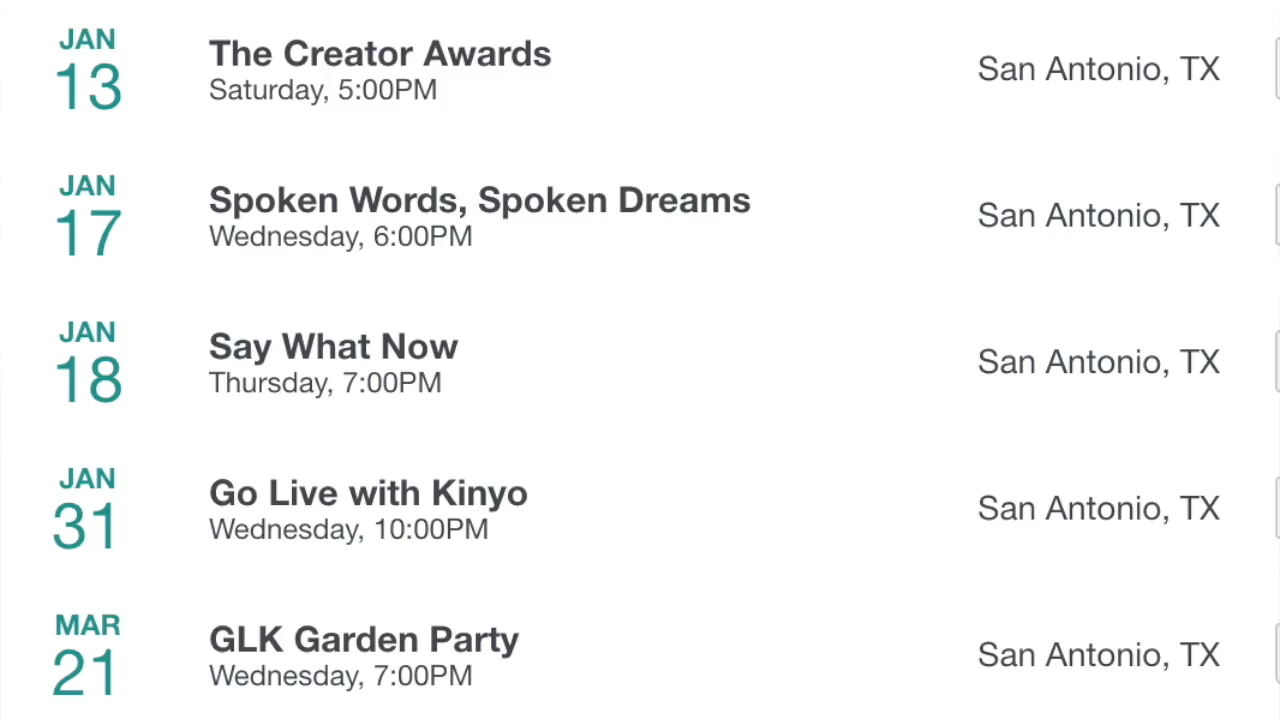 JAN
13
The Creator Awards
Saturday, 5:00PM
San Antonio, TX
JAN
17
Spoken Words, Spoken Dreams
Wednesday, 6:00PM
San Antonio, TX
JAN
18
Say What Now
Thursday, 7:00PM
San Antonio, TX
JAN
31
Go Live with Kinyo
Wednesday, 10:00PM
San Antonio, TX
MAR
21
GLK Garden Party
Wednesday, 7:00PM
San Antonio, TX